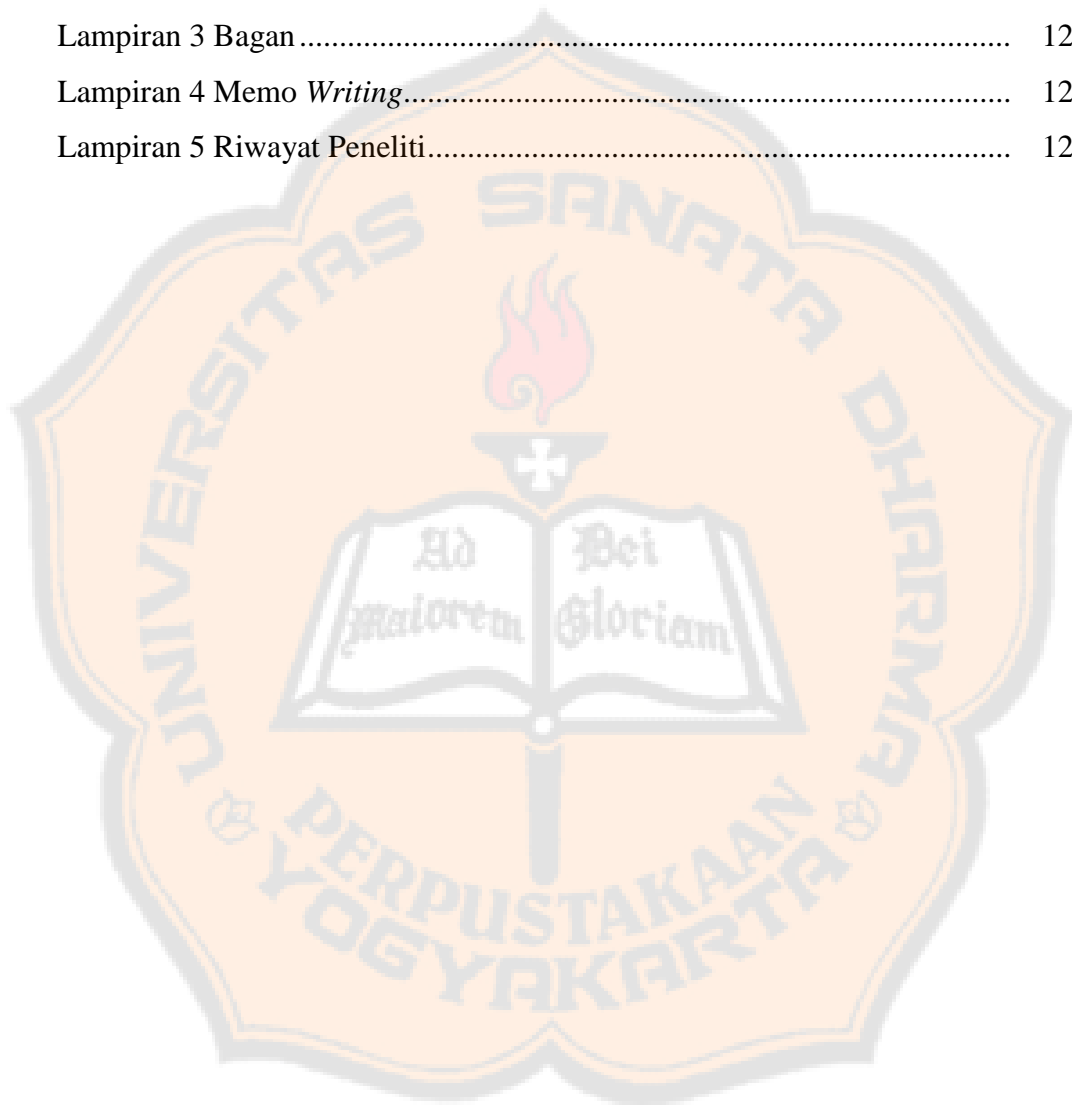 Lampiran 3 Bagan ........................................................................................ 12
Lampiran 4 Memo Writing........................................................................... 12
Lampiran 5 Riwayat Peneliti........................................................................ 12
UNIVERSITAS SANATA DHARMA
Ad Dei
Maiorem Gloriam
PERPUSTAKAAN
YOGYAKARTA